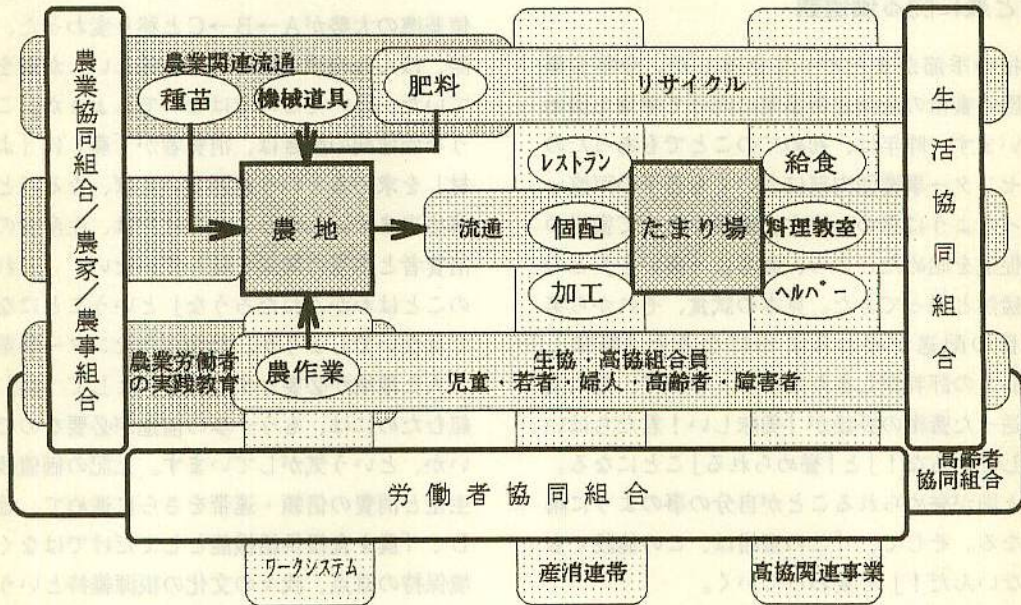 農業協同組合/農家/農事組合
農業関連流通
種苗
機械道具
肥料
リサイクル
生活協同組合
農地
流通
レストラン
個配
加工
たまり場
給食
料理教室
ヘルパー
農業労働者
の実践教育
農作業
生協・高協組合員
児童・若者・婦人・高齢者・障害者
高齢者
協同組合
労働者協同組合
ワークシステム
産消連帯
高協関連事業